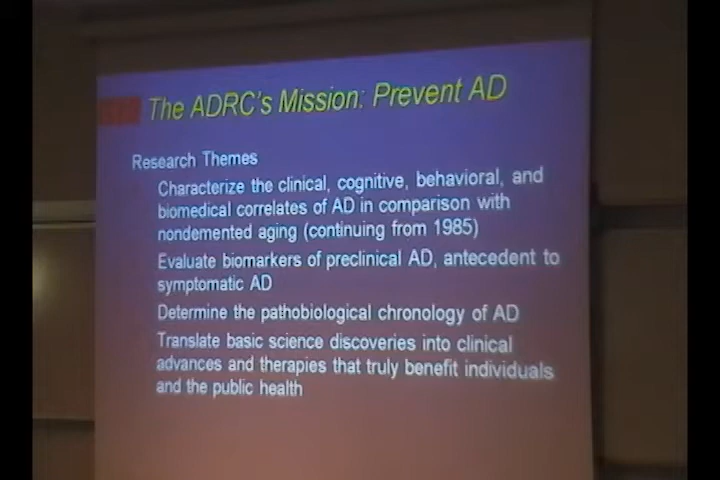 The ADRC's Mission: Prevent AD
Research Themes
Characterize the clinical, cognitive, behavioral, and
biomedical correlates of AD in comparison with
nondemented aging (continuing from 1985)
Evaluate biomarkers of preclinical AD, antecedent to
symptomatic AD
Determine the pathobiological chronology of AD
Translate basic science discoveries into clinical
advances and therapies that truly benefit individuals
and the public health